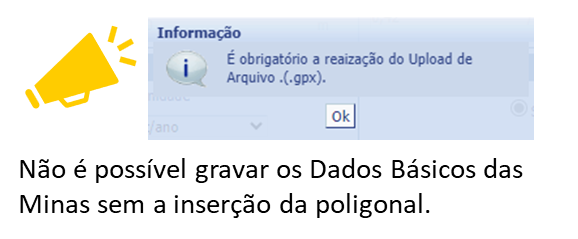 Informação
É obrigatório a reaização do Upload de
Arquivo .(.gpx).
Ok
/ano
Não é possível gravar os Dados Básicos das
Minas sem a inserção da poligonal.